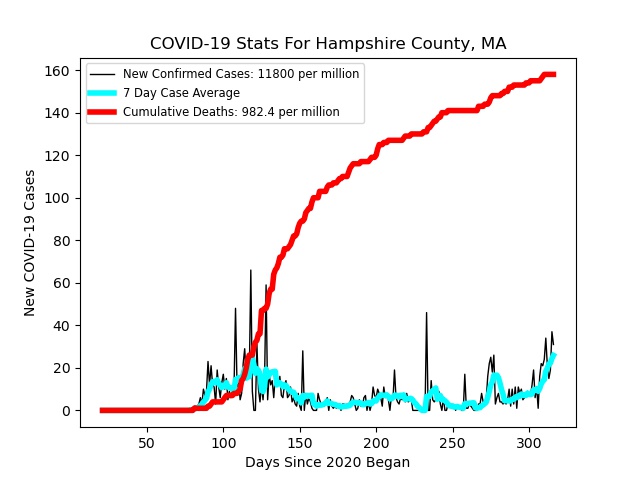 COVID-19 Stats For Hampshire County, MA
New Confirmed Cases: 11800 per million
7 Day Case Average
Cumulative Deaths: 982.4 per million
New COVID-19 Cases
160
140
120
100
80
60
40
20
0
50 100 150 200 250 300
Days Since 2020 Began